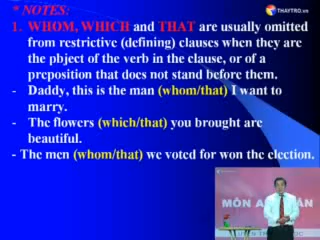 THAYTRO.VN
* NOTES:
1. WHOM, WHICH and THAT are usually omitted
from restrictive (defining) clauses when they are
the pbject of the verb in the clause, or of a
preposition that does not stand before them.
- Daddy, this is the man (whom/that) I want to
marry.
- The flowers (which/that) you brought are
beautiful.
- The men (whom/that) we voted for won the election.
MÔN